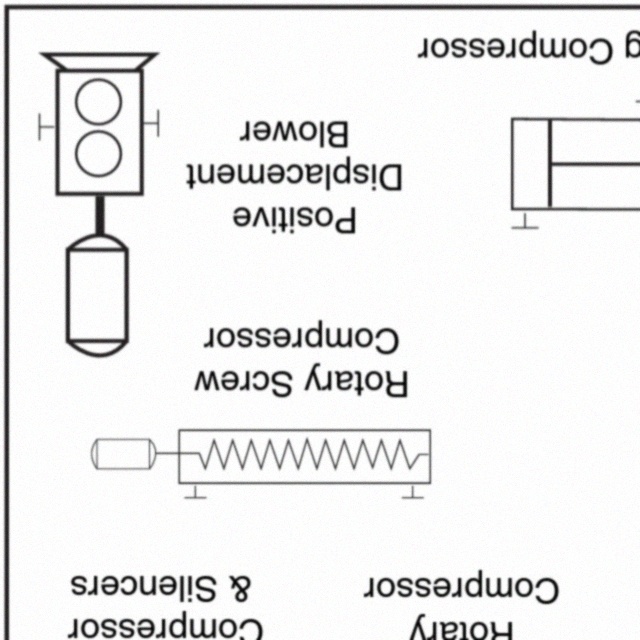 Rotary
Compressor
Compressor
& Silencers
Rotary Screw
Compressor
Positive
Displacement
Blower
g Compressor